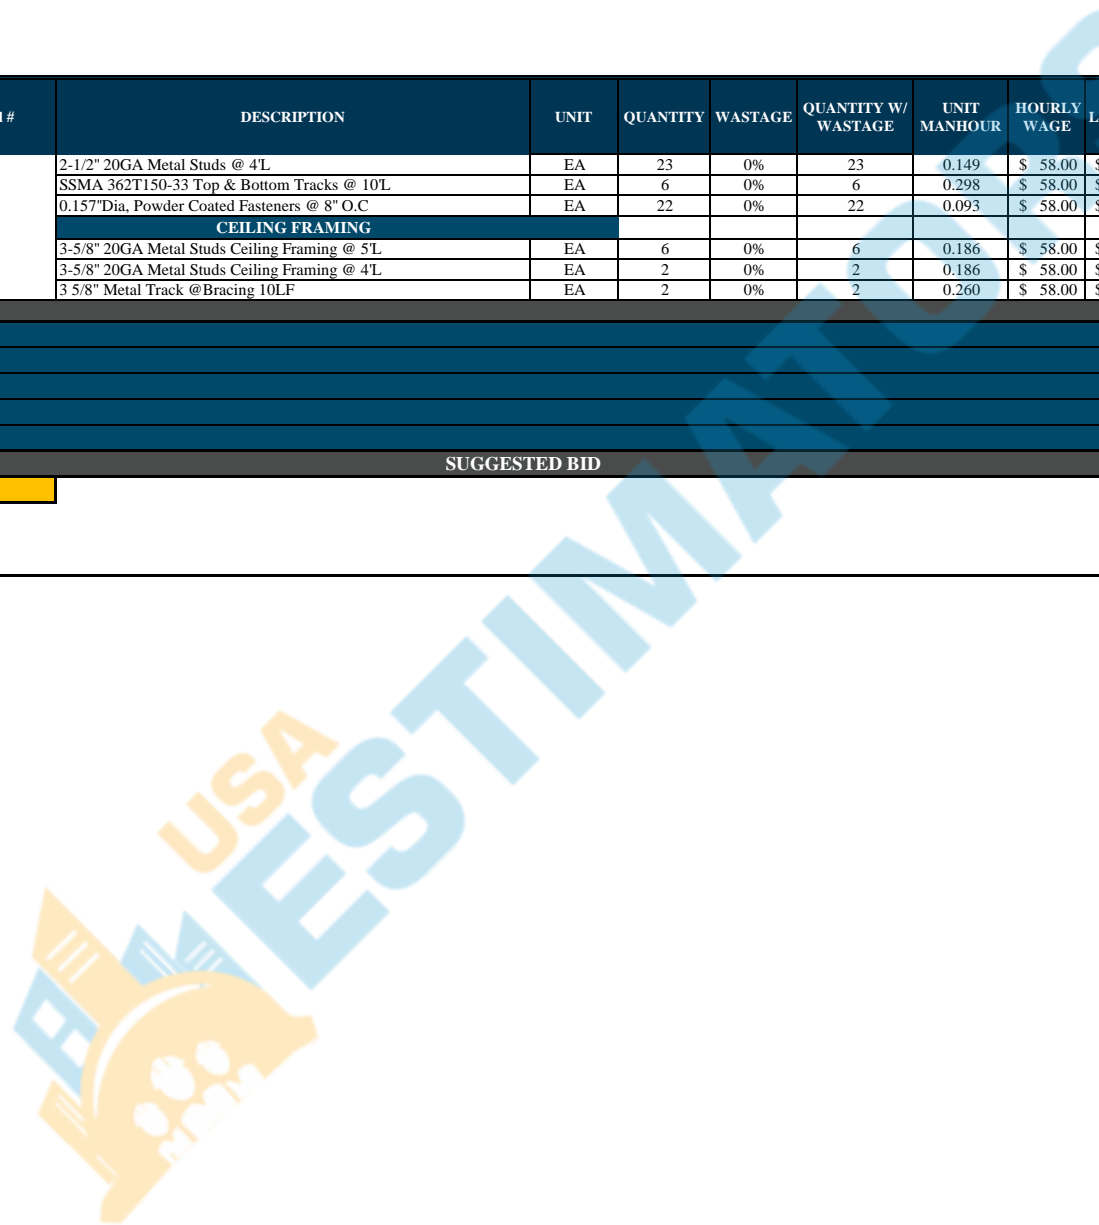 l # DESCRIPTION UNIT QUANTITY WASTAGE QUANTITY W/ WASTAGE UNIT MANHOUR HOURLY WAGE L
2-1/2" 20GA Metal Studs @ 4'L EA 23 0% 23 0.149 $ 58.00 $
SSMA 362T150-33 Top & Bottom Tracks @ 10'L EA 6 0% 6 0.298 $ 58.00 $
0.157"Dia, Powder Coated Fasteners @ 8" O.C EA 22 0% 22 0.093 $ 58.00 $
CEILING FRAMING
3-5/8" 20GA Metal Studs Ceiling Framing @ 5'L EA 6 0% 6 0.186 $ 58.00 $
3-5/8" 20GA Metal Studs Ceiling Framing @ 4'L EA 2 0% 2 0.186 $ 58.00 $
3 5/8" Metal Track @Bracing 10LF EA 2 0% 2 0.260 $ 58.00 $
SUGGESTED BID
USA
ESTIMATORS